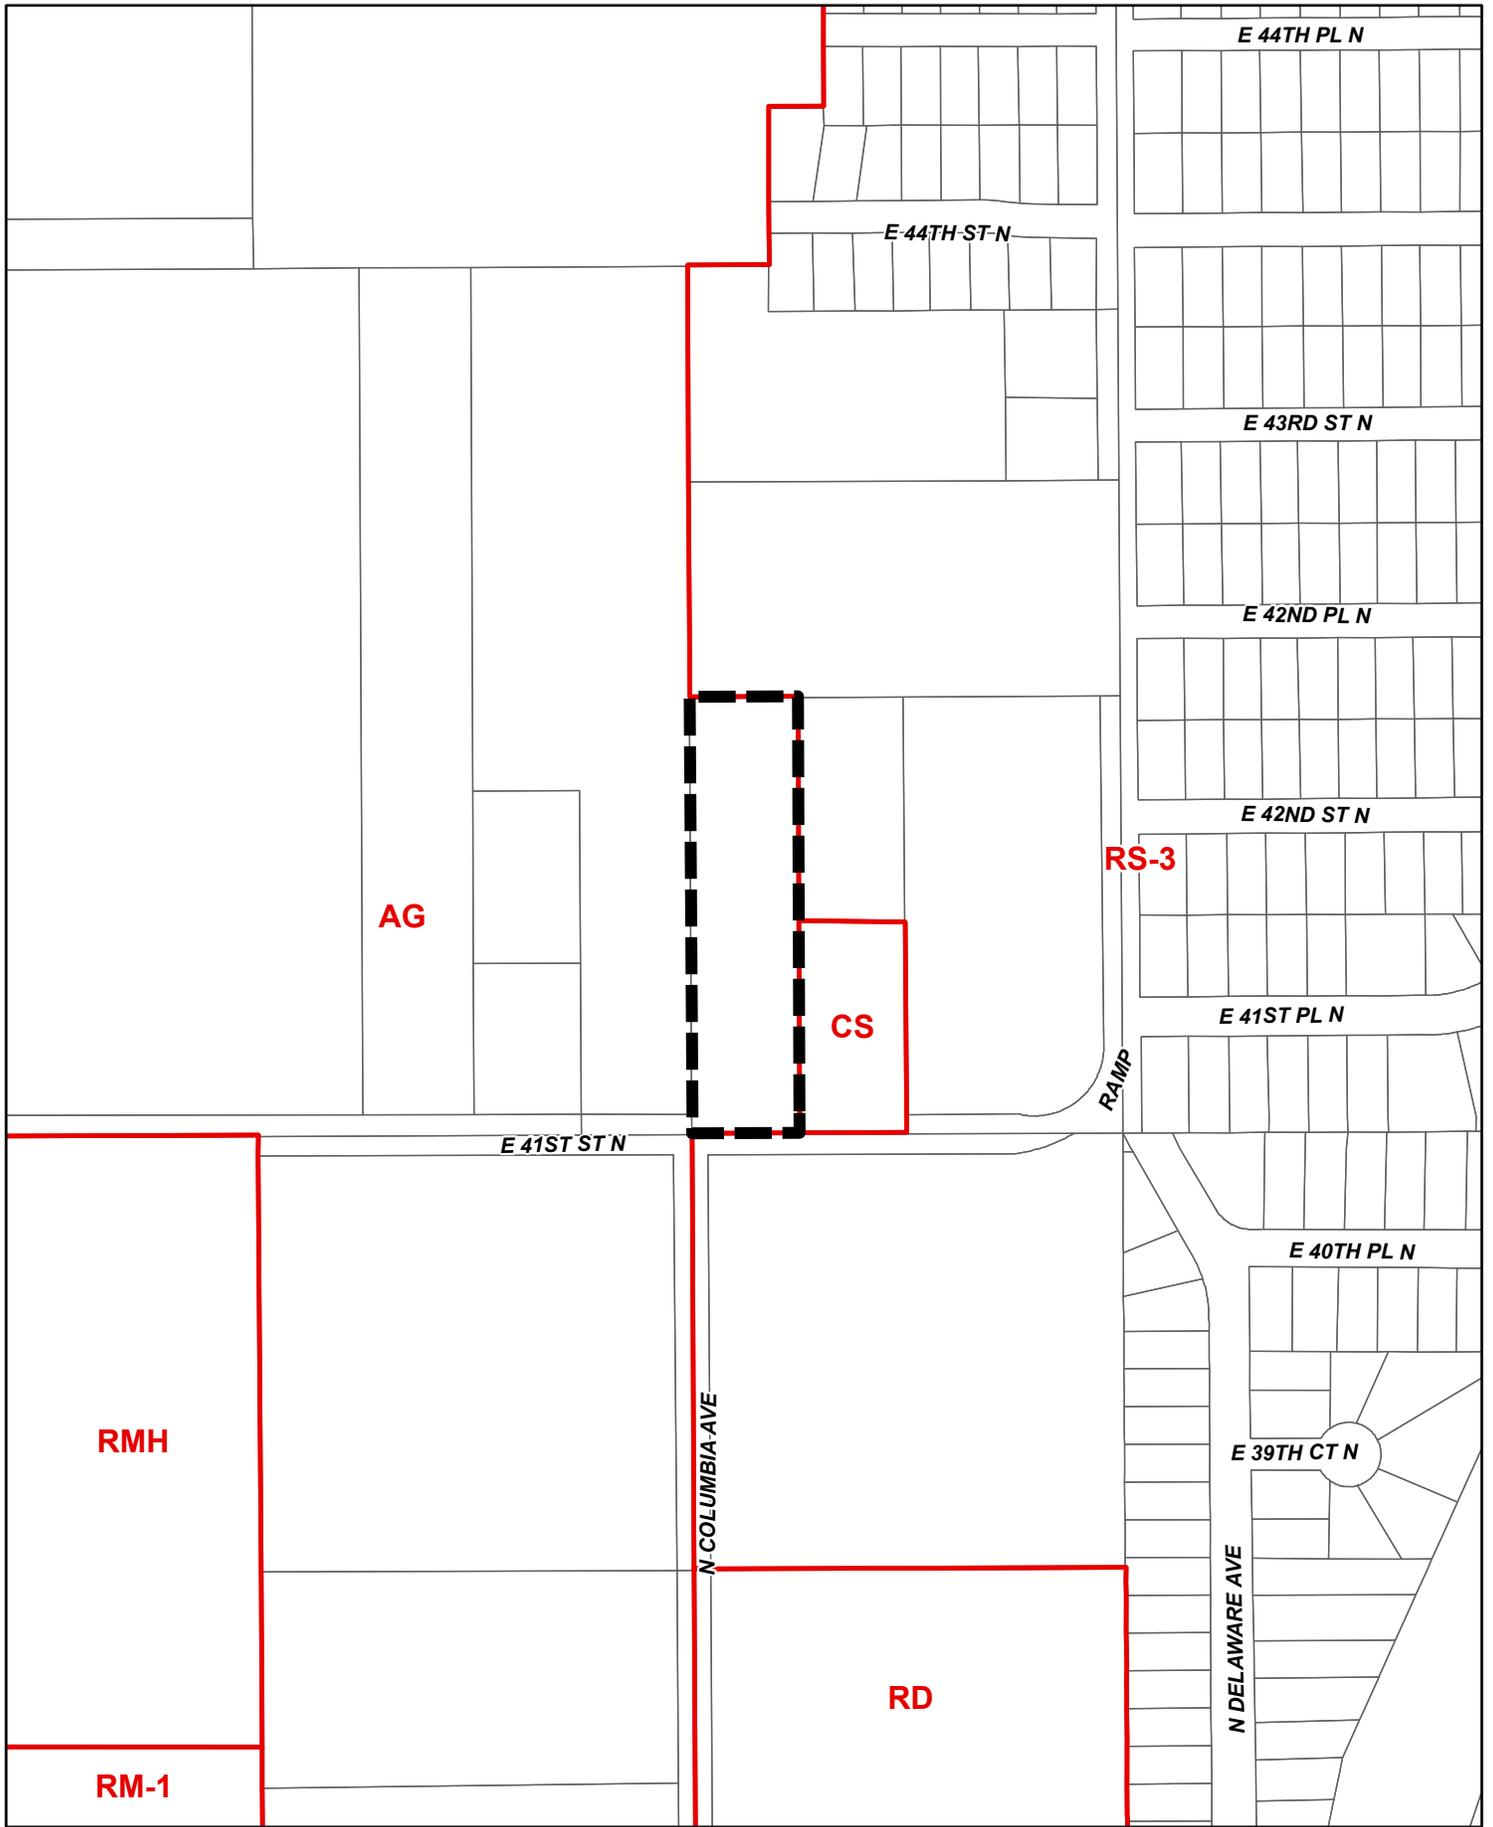 E 44TH PL N
E 44TH ST N
E 43RD ST N
E 42ND PL N
E 42ND ST N
RS-3
AG
E 41ST PL N
CS
RAMP
E 41ST ST N
E 40TH PL N
RMH
N COLUMBIA AVE
E 39TH CT N
N DELAWARE AVE
RD
RM-1